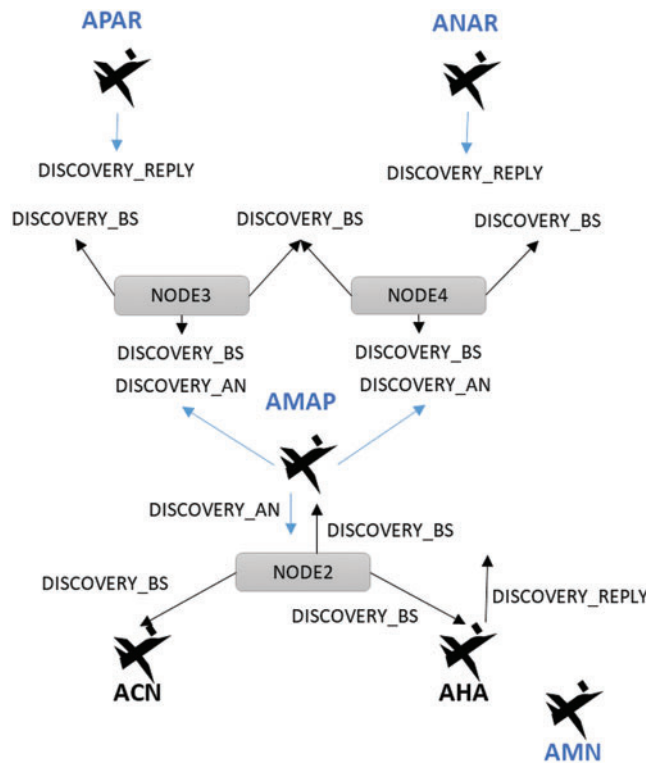 APAR
ANAR
DISCOVERY_REPLY
DISCOVERY_REPLY
DISCOVERY_BS
DISCOVERY_BS
DISCOVERY_BS
NODE3
NODE4
DISCOVERY_BS
DISCOVERY_BS
DISCOVERY_AN
DISCOVERY_AN
AMAP
DISCOVERY_AN
DISCOVERY_BS
NODE2
DISCOVERY_BS
DISCOVERY_BS
DISCOVERY_REPLY
ACN
AHA
AMN